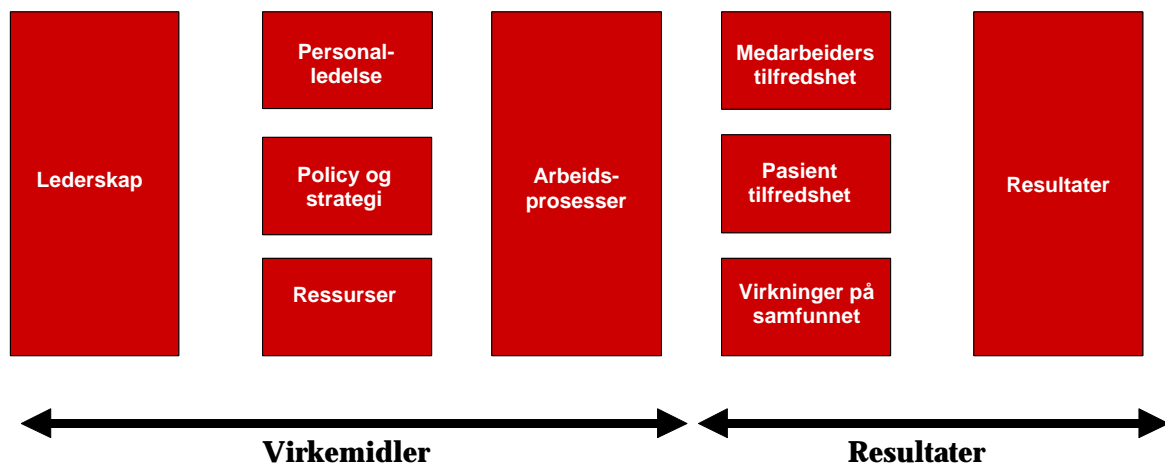 Lederskap
Personal-
ledelse
Policy og
strategi
Ressurser
Arbeids-
prosesser
Medarbeiders
tilfredshet
Pasient
tilfredshet
Virkninger på
samfunnet
Resultater
Virkemidler
Resultater